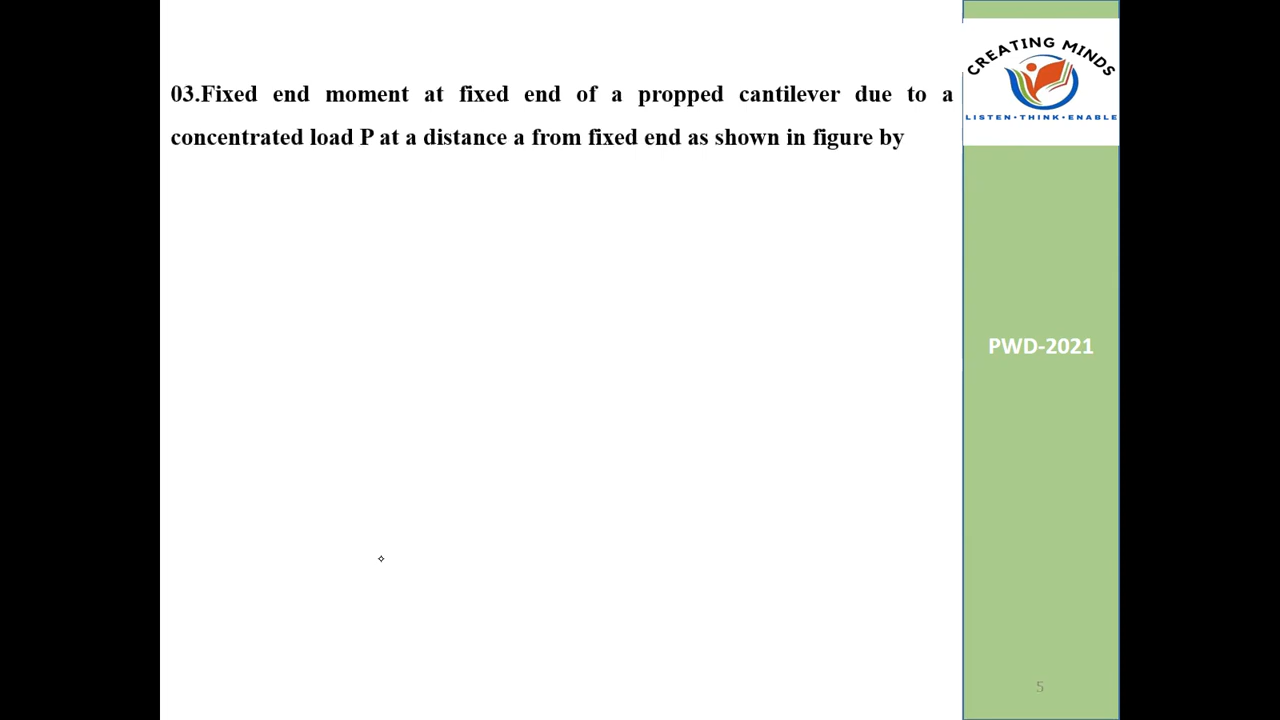 03.Fixed end moment at fixed end of a propped cantilever due to a
concentrated load P at a distance a from fixed end as shown in figure by
CREATING MINDS
LISTEN•THINK•ENABLE
PWD-2021
5